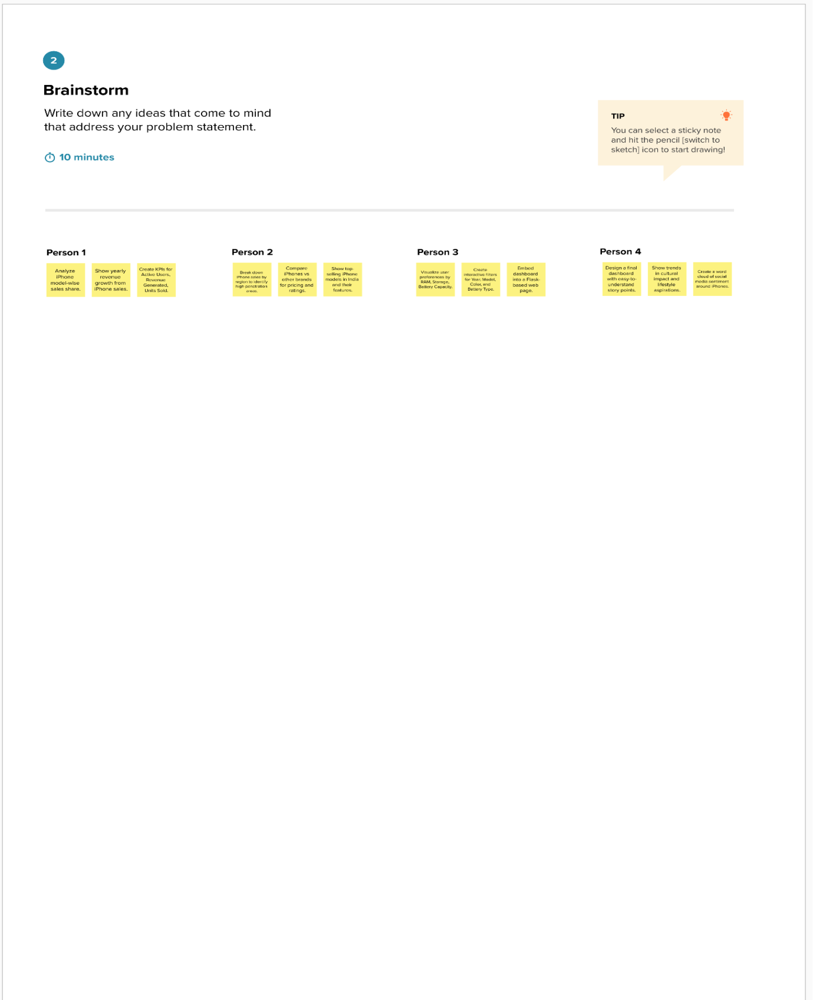 2
Brainstorm
Write down any ideas that come to mind
that address your problem statement.
10 minutes
TIP
You can select a sticky note
and hit the pencil [switch to
sketch] icon to start drawing!
Person 1
Analyze
iPhone
model-wise
sales share.
Show yearly
revenue
growth from
iPhone sales.
Create KPIs for
Active Users,
Revenue
Generated,
Units Sold.
Person 2
Break down
iPhone sales by
region to identify
high penetration
areas.
Compare
iPhones vs
other brands
for pricing and
ratings.
Show top-
selling iPhone
models in India
and their
features.
Person 3
Visualize user
preferences by
RAM, Storage,
Battery Capacity.
Create
interactive filters
for Year, Model,
Color, and
Battery Type.
Embed
dashboard
into a Flask-
based web
page.
Person 4
Design a final
dashboard
with easy-to-
understand
story points.
Show trends
in cultural
impact and
lifestyle
aspirations.
Create a word
cloud of social
media sentiment
around iPhones.